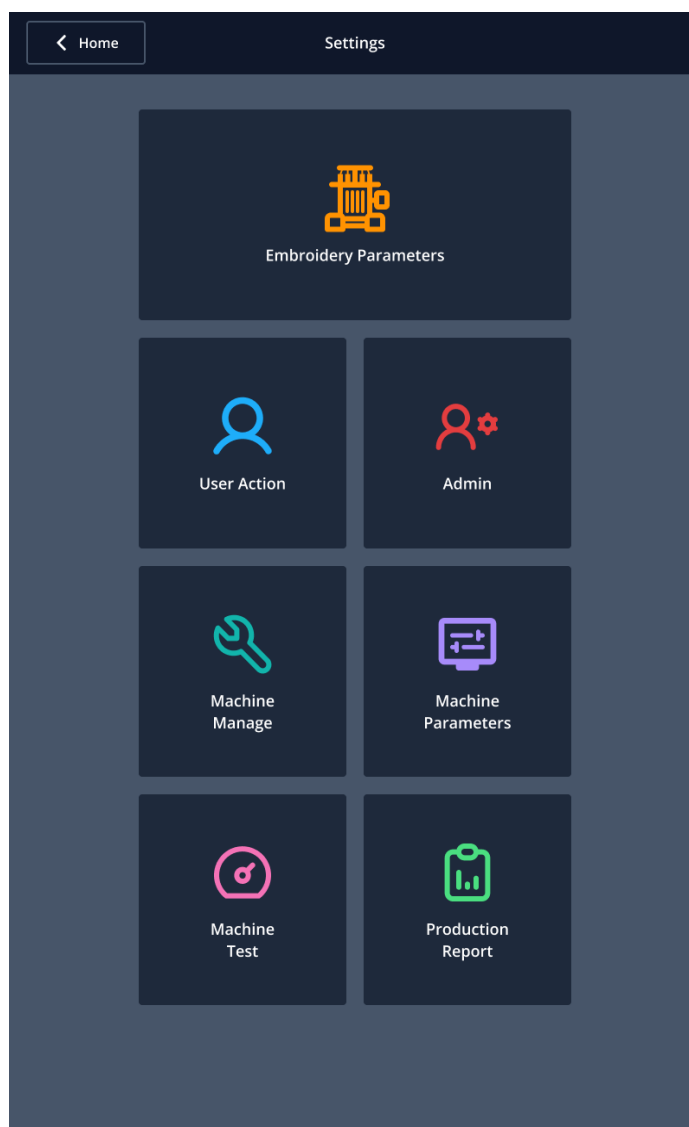 Home
Settings
Embroidery Parameters
User Action
Admin
Machine
Manage
Machine
Parameters
Machine
Test
Production
Report